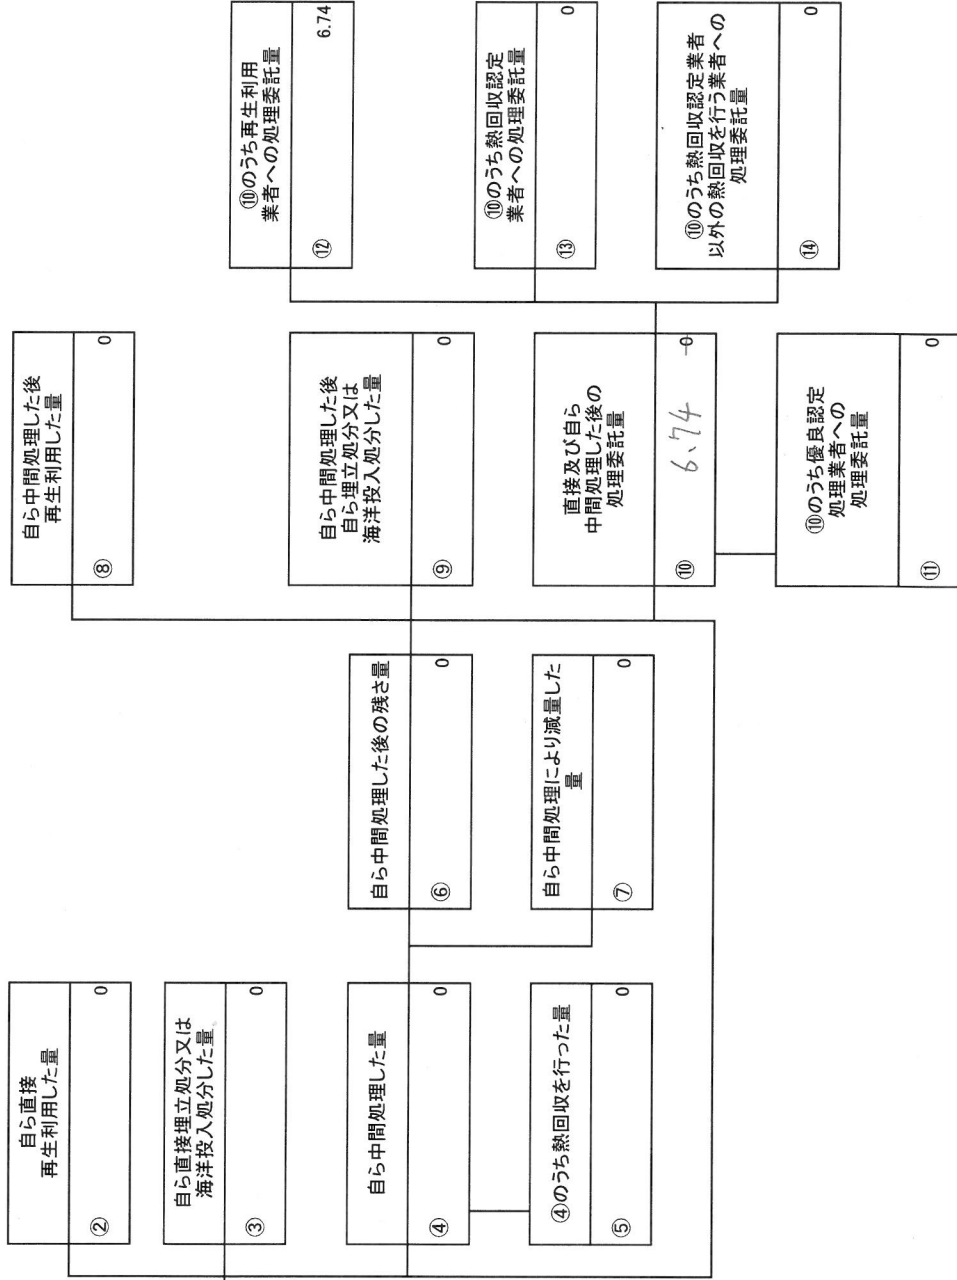 自ら直接
再生利用した量
② 0
自ら直接埋立処分又は
海洋投入処分した量
③ 0
自ら中間処理した量
④ 0
④のうち熱回収を行った量
⑤ 0
自ら中間処理した後の残さ量
⑥ 0
自ら中間処理により減量した
量
⑦ 0
自ら中間処理した後
再生利用した量
⑧ 0
自ら中間処理した後
自ら埋立処分又は
海洋投入処分した量
⑨ 0
直接及び自ら
中間処理した後の
処理委託量
⑩ 6、74 0
⑩のうち優良認定
処理業者への
処理委託量
⑪ 0
⑩のうち再生利用
業者への処理委託量
⑫ 6.74
⑩のうち熱回収認定
業者への処理委託量
⑬ 0
⑩のうち熱回収認定業者
以外の熱回収を行う業者への
処理委託量
⑭ 0